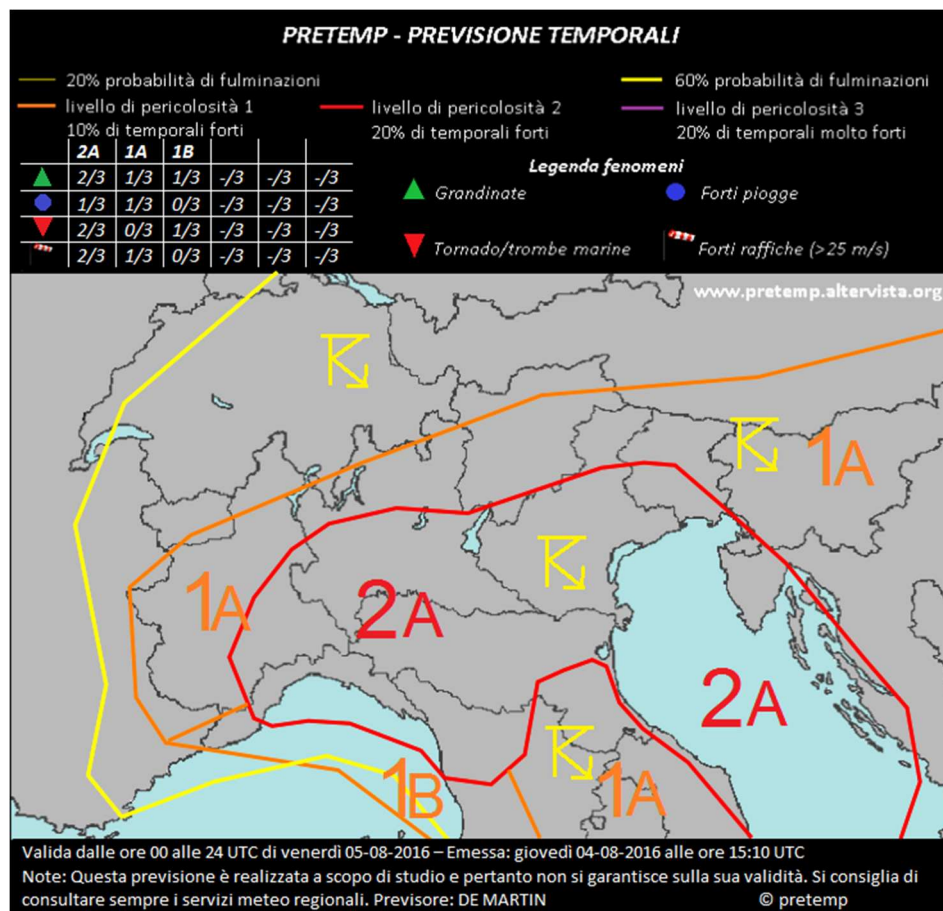 PRETEMP - PREVISIONE TEMPORALI
20% probabilità di fulminazioni
60% probabilità di fulminazioni
livello di pericolosità 1
10% di temporali forti
livello di pericolosità 2
20% di temporali forti
livello di pericolosità 3
20% di temporali molto forti
2A 1A 1B
2/3 1/3 1/3 -/3 -/3 -/3
1/3 1/3 0/3 -/3 -/3 -/3
2/3 0/3 1/3 -/3 -/3 -/3
2/3 1/3 0/3 -/3 -/3 -/3
Legenda fenomeni
Grandinate
Forti piogge
Tornado/trombe marine
Forti raffiche (>25 m/s)
www.pretemp.altervista.org
1A
1A
2A
2A
1B
1A
Valida dalle ore 00 alle 24 UTC di venerdì 05-08-2016 – Emessa: giovedì 04-08-2016 alle ore 15:10 UTC
Note: Questa previsione è realizzata a scopo di studio e pertanto non si garantisce sulla sua validità. Si consiglia di
consultare sempre i servizi meteo regionali. Previsore: DE MARTIN © pretemp